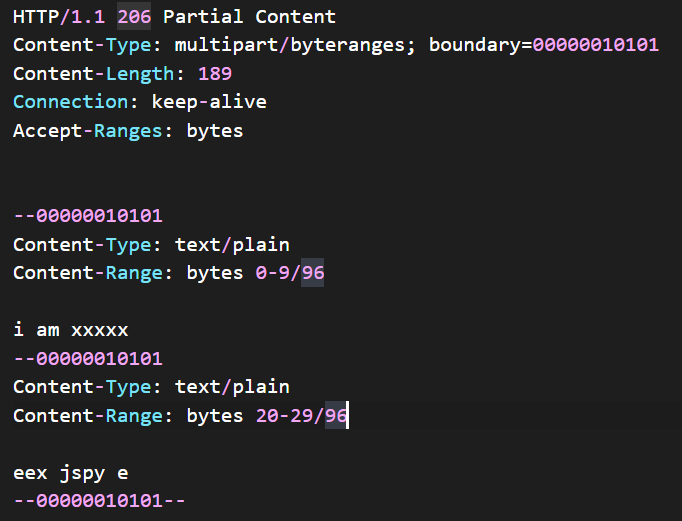 HTTP/1.1 206 Partial Content
Content-Type: multipart/byteranges; boundary=00000010101
Content-Length: 189
Connection: keep-alive
Accept-Ranges: bytes
--00000010101
Content-Type: text/plain
Content-Range: bytes 0-9/96
i am xxxxx
--00000010101
Content-Type: text/plain
Content-Range: bytes 20-29/96
eex jspy e
--00000010101--